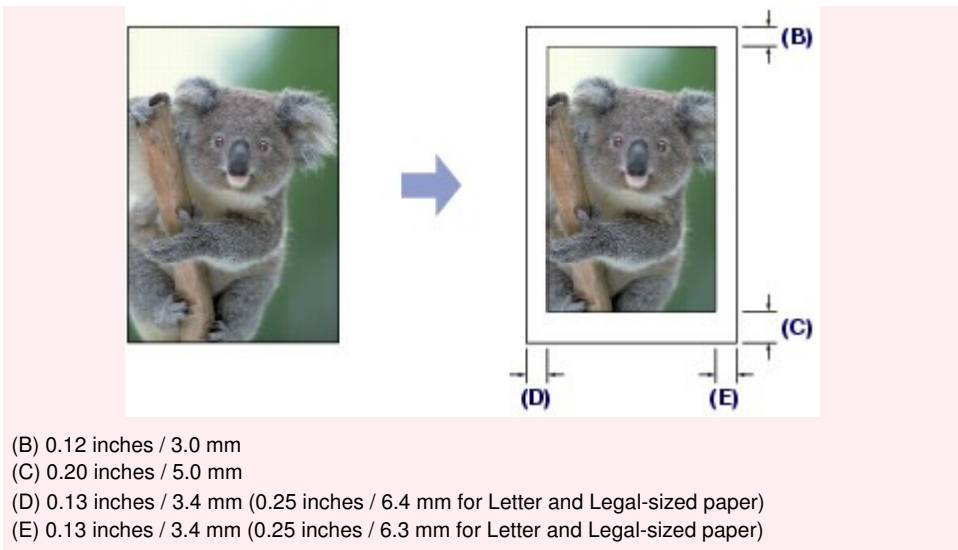 (B)
(C)
(D) (E)
(B) 0.12 inches / 3.0 mm
(C) 0.20 inches / 5.0 mm
(D) 0.13 inches / 3.4 mm (0.25 inches / 6.4 mm for Letter and Legal-sized paper)
(E) 0.13 inches / 3.4 mm (0.25 inches / 6.3 mm for Letter and Legal-sized paper)